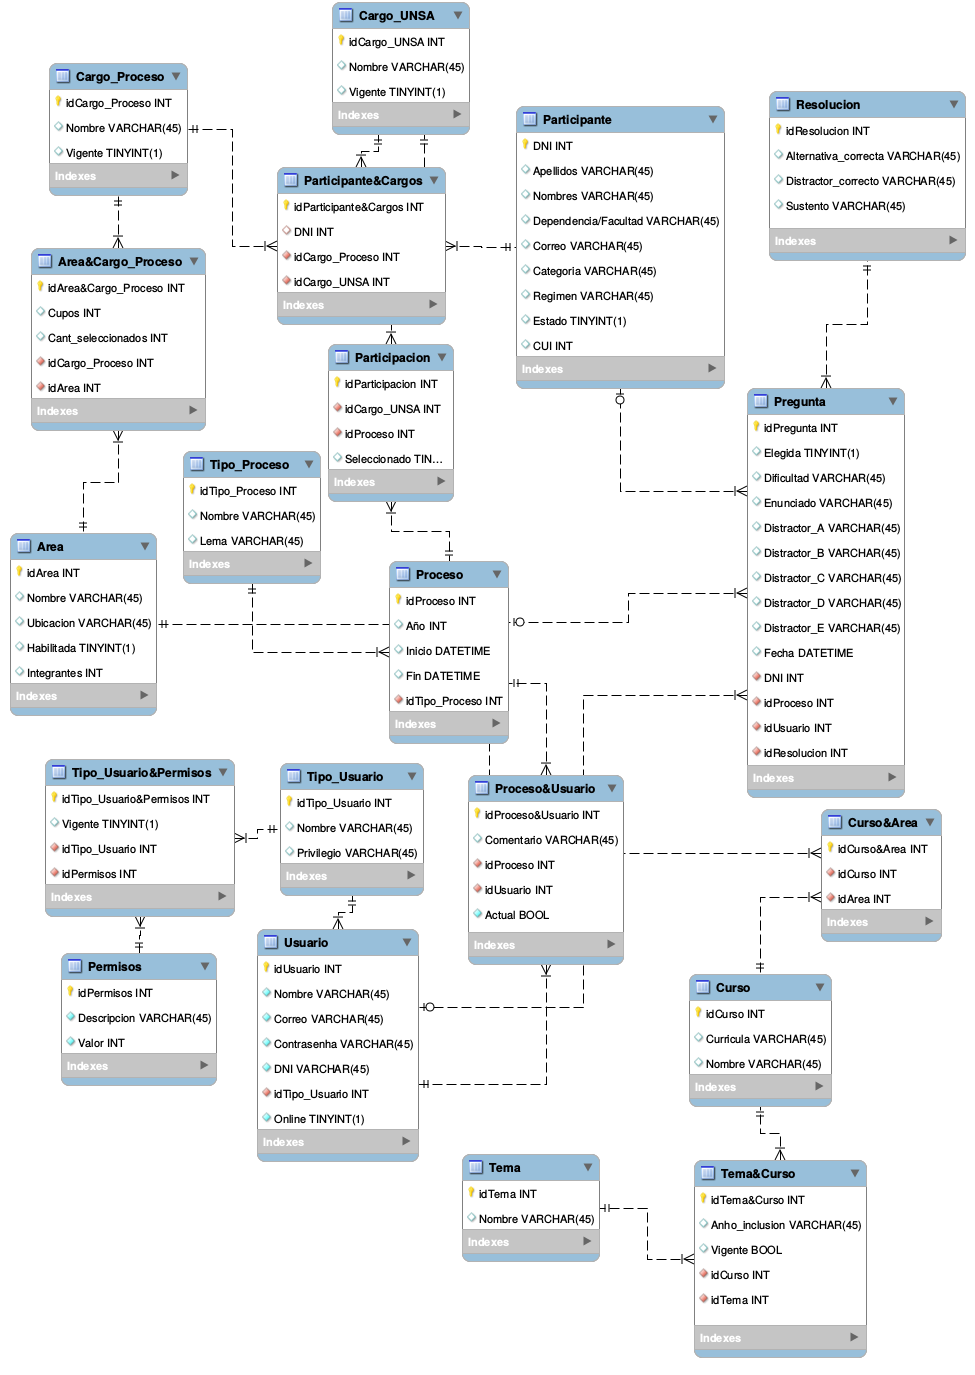 Cargo_UNSA
idCargo_UNSA INT
Nombre VARCHAR(45)
Vigente TINYINT(1)
Indexes
Cargo_Proceso
idCargo_Proceso INT
Nombre VARCHAR(45)
Vigente TINYINT(1)
Indexes
Participante
DNI INT
Apellidos VARCHAR(45)
Nombres VARCHAR(45)
Dependencia/Facultad VARCHAR(45)
Correo VARCHAR(45)
Categoria VARCHAR(45)
Regimen VARCHAR(45)
Estado TINYINT(1)
CUI INT
Indexes
Resolucion
idResolucion INT
Alternativa_correcta VARCHAR(45)
Distractor_correcto VARCHAR(45)
Sustento VARCHAR(45)
Indexes
Participante&Cargos
idParticipante&Cargos INT
DNI INT
idCargo_Proceso INT
idCargo_UNSA INT
Indexes
Area&Cargo_Proceso
idArea&Cargo_Proceso INT
Cupos INT
Cant_seleccionados INT
idCargo_Proceso INT
idArea INT
Indexes
Participacion
idParticipacion INT
idCargo_UNSA INT
idProceso INT
Seleccionado TIN...
Indexes
Pregunta
idPregunta INT
Elegida TINYINT(1)
Dificultad VARCHAR(45)
Enunciado VARCHAR(45)
Distractor_A VARCHAR(45)
Distractor_B VARCHAR(45)
Distractor_C VARCHAR(45)
Distractor_D VARCHAR(45)
Distractor_E VARCHAR(45)
Fecha DATETIME
DNI INT
idProceso INT
idUsuario INT
idResolucion INT
Indexes
Tipo_Proceso
idTipo_Proceso INT
Nombre VARCHAR(45)
Lema VARCHAR(45)
Indexes
Area
idArea INT
Nombre VARCHAR(45)
Ubicacion VARCHAR(45)
Habilitada TINYINT(1)
Integrantes INT
Indexes
Proceso
idProceso INT
Año INT
Inicio DATETIME
Fin DATETIME
idTipo_Proceso INT
Indexes
Tipo_Usuario&Permisos
idTipo_Usuario&Permisos INT
Vigente TINYINT(1)
idTipo_Usuario INT
idPermisos INT
Indexes
Tipo_Usuario
idTipo_Usuario INT
Nombre VARCHAR(45)
Privilegio VARCHAR(45)
Indexes
Proceso&Usuario
idProceso&Usuario INT
Comentario VARCHAR(45)
idProceso INT
idUsuario INT
Actual BOOL
Indexes
Curso&Area
idCurso&Area INT
idCurso INT
idArea INT
Indexes
Permisos
idPermisos INT
Descripcion VARCHAR(45)
Valor INT
Indexes
Usuario
idUsuario INT
Nombre VARCHAR(45)
Correo VARCHAR(45)
Contrasenha VARCHAR(45)
DNI VARCHAR(45)
idTipo_Usuario INT
Online TINYINT(1)
Indexes
Curso
idCurso INT
Curricula VARCHAR(45)
Nombre VARCHAR(45)
Indexes
Tema
idTema INT
Nombre VARCHAR(45)
Indexes
Tema&Curso
idTema&Curso INT
Anho_inclusion VARCHAR(45)
Vigente BOOL
idCurso INT
idTema INT
Indexes